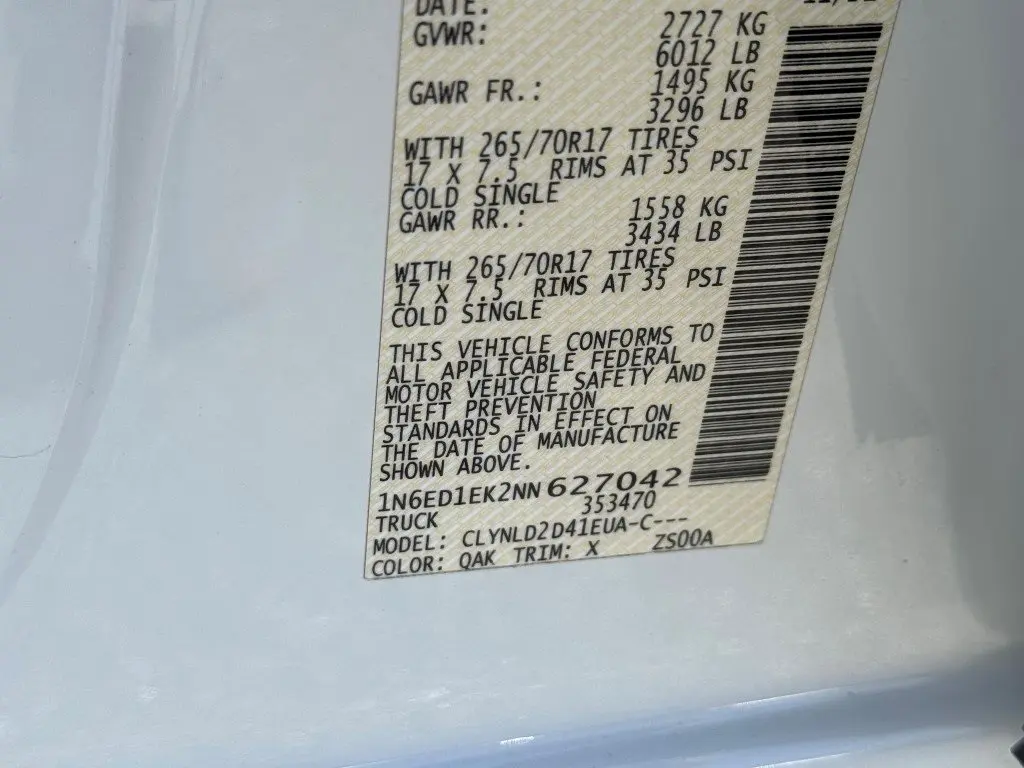 DATE:
GVWR: 2727 KG
6012 LB
GAWR FR.: 1495 KG
3296 LB
WITH 265/70R17 TIRES
17 X 7.5 RIMS AT 35 PSI
COLD SINGLE
GAWR RR.: 1558 KG
3434 LB
WITH 265/70R17 TIRES
17 X 7.5 RIMS AT 35 PSI
COLD SINGLE
THIS VEHICLE CONFORMS TO
ALL APPLICABLE FEDERAL
MOTOR VEHICLE SAFETY AND
THEFT PREVENTION
STANDARDS IN EFFECT ON
THE DATE OF MANUFACTURE
SHOWN ABOVE.
1N6ED1EK2NN627042
TRUCK 353470
MODEL: CLYNLD2D41EUA-C---
COLOR: QAK TRIM: X ZS00A